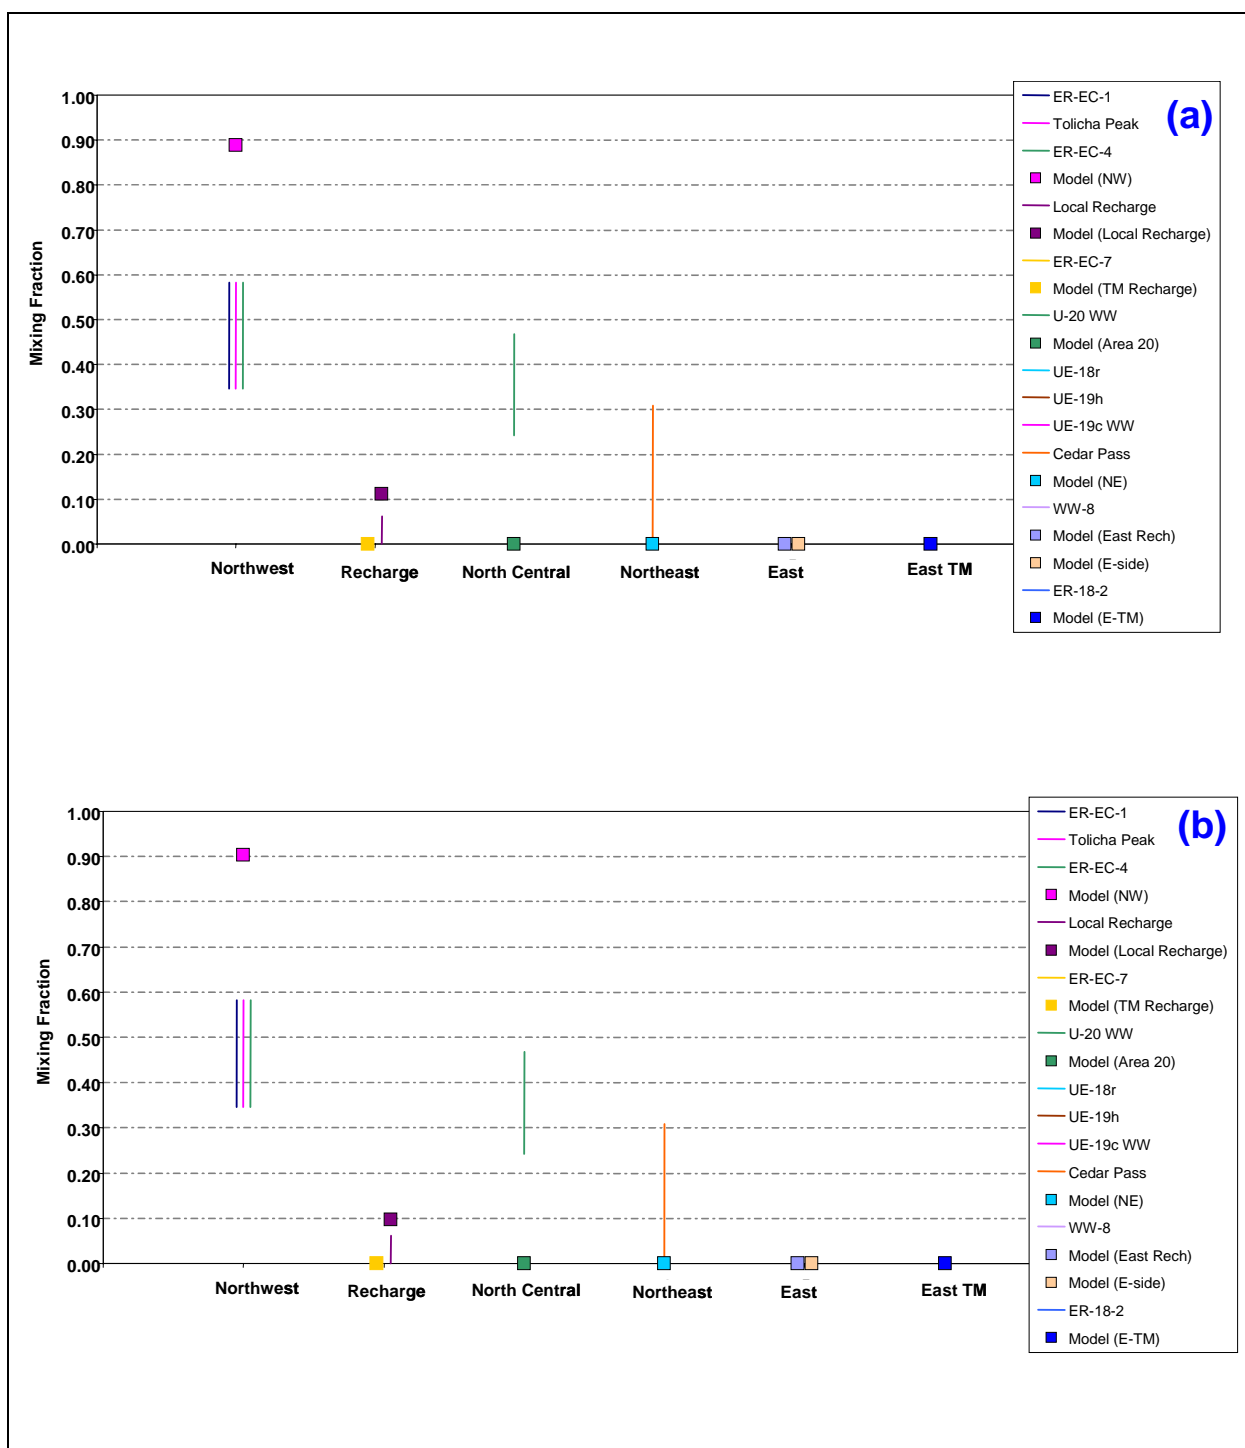 (a)
Mixing Fraction
1.00
0.90
0.80
0.70
0.60
0.50
0.40
0.30
0.20
0.10
0.00
Northwest
Recharge
North Central
Northeast
East
East TM
ER-EC-1
Tolicha Peak
ER-EC-4
Model (NW)
Local Recharge
Model (Local Recharge)
ER-EC-7
Model (TM Recharge)
U-20 WW
Model (Area 20)
UE-18r
UE-19h
UE-19c WW
Cedar Pass
Model (NE)
WW-8
Model (East Rech)
Model (E-side)
ER-18-2
Model (E-TM)
(b)
Mixing Fraction
1.00
0.90
0.80
0.70
0.60
0.50
0.40
0.30
0.20
0.10
0.00
Northwest
Recharge
North Central
Northeast
East
East TM
ER-EC-1
Tolicha Peak
ER-EC-4
Model (NW)
Local Recharge
Model (Local Recharge)
ER-EC-7
Model (TM Recharge)
U-20 WW
Model (Area 20)
UE-18r
UE-19h
UE-19c WW
Cedar Pass
Model (NE)
WW-8
Model (East Rech)
Model (E-side)
ER-18-2
Model (E-TM)